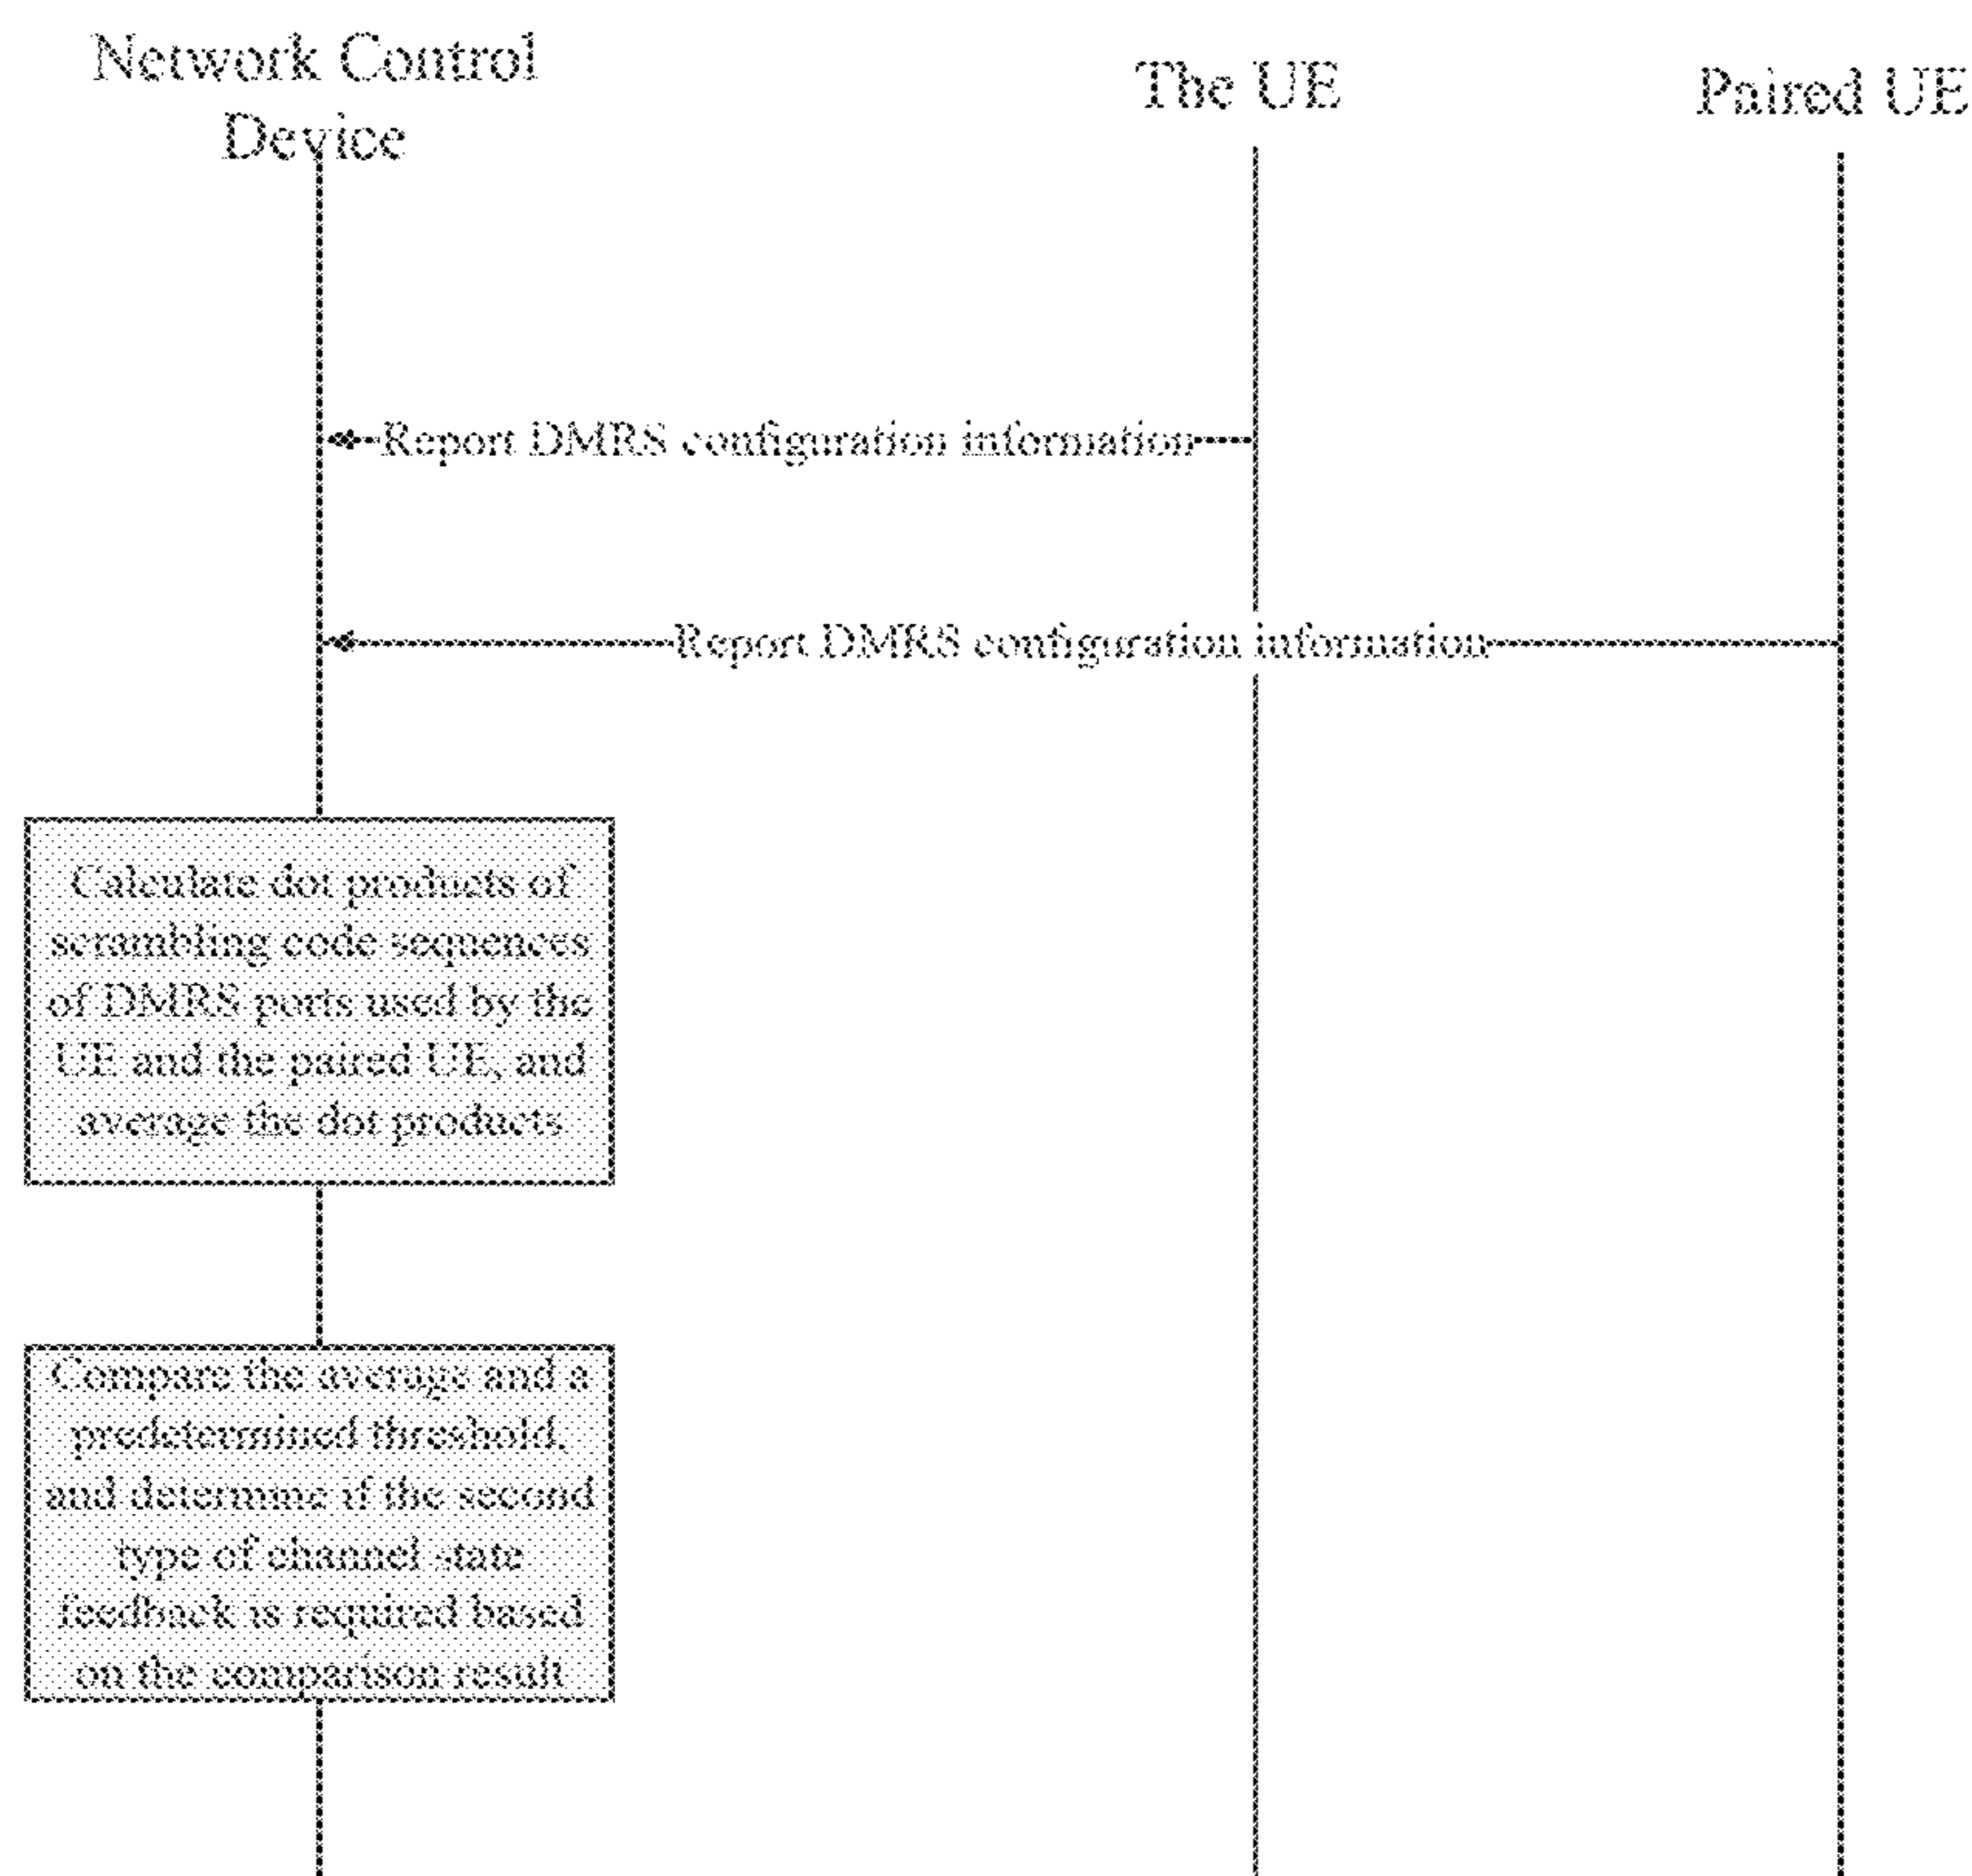 Network Control
Device
The UE
Paired UE
Report DMRS configuration information
Report DMRS configuration information
Calculate dot products of
scrambling code sequences
of DMRS ports used by the
UE and the paired UE, and
average the dot products
Compare the average and a
predetermined threshold,
and determine if the second
type of channel state
feedback is required based
on the comparison result